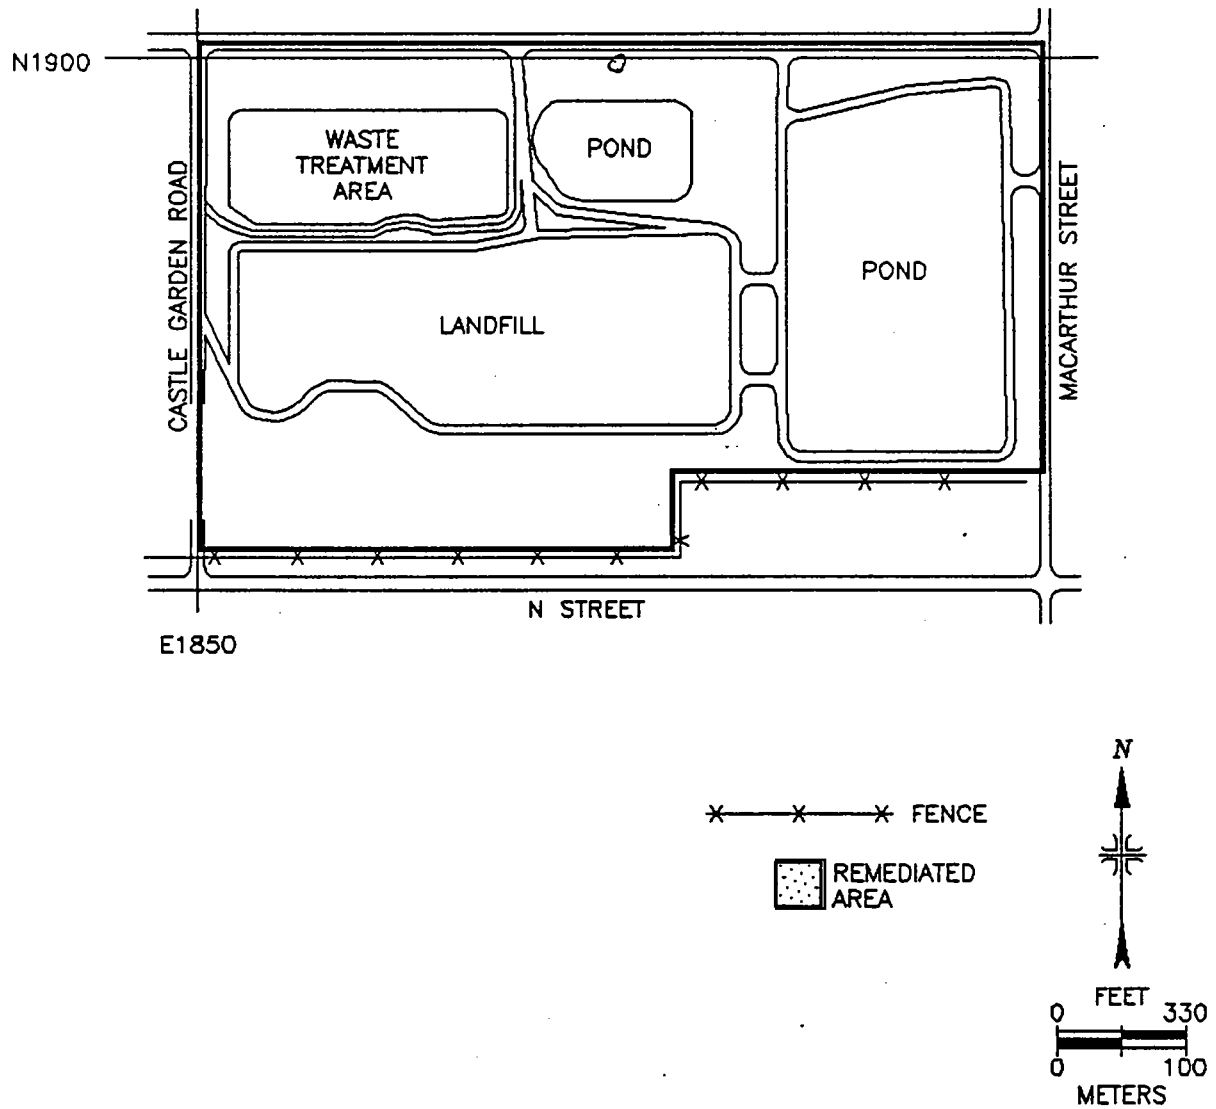 N1900
WASTE
TREATMENT
AREA
POND
CASTLE GARDEN ROAD
MACARTHUR STREET
POND
LANDFILL
N STREET
E1850
N
FENCE
REMEDIATED
AREA
FEET
0 330
0 100
METERS